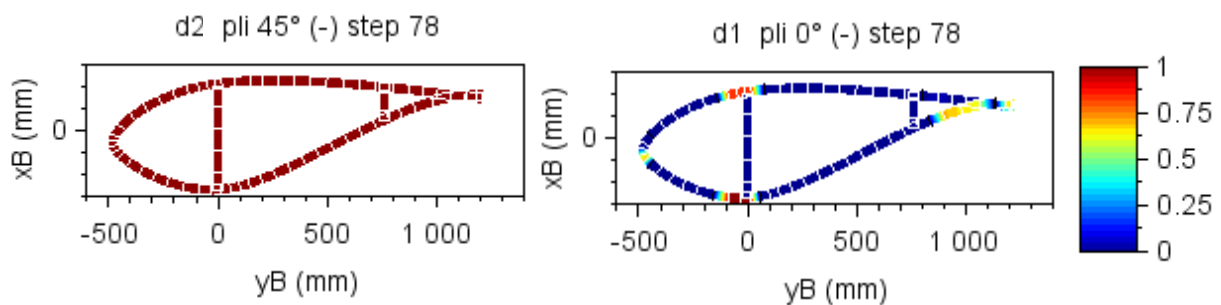 d2 pli 45° (-) step 78
xB (mm)
0
-500 0 500 1 000
yB (mm)
d1 pli 0° (-) step 78
xB (mm)
0
-500 0 500 1 000
yB (mm)
1
0.75
0.5
0.25
0